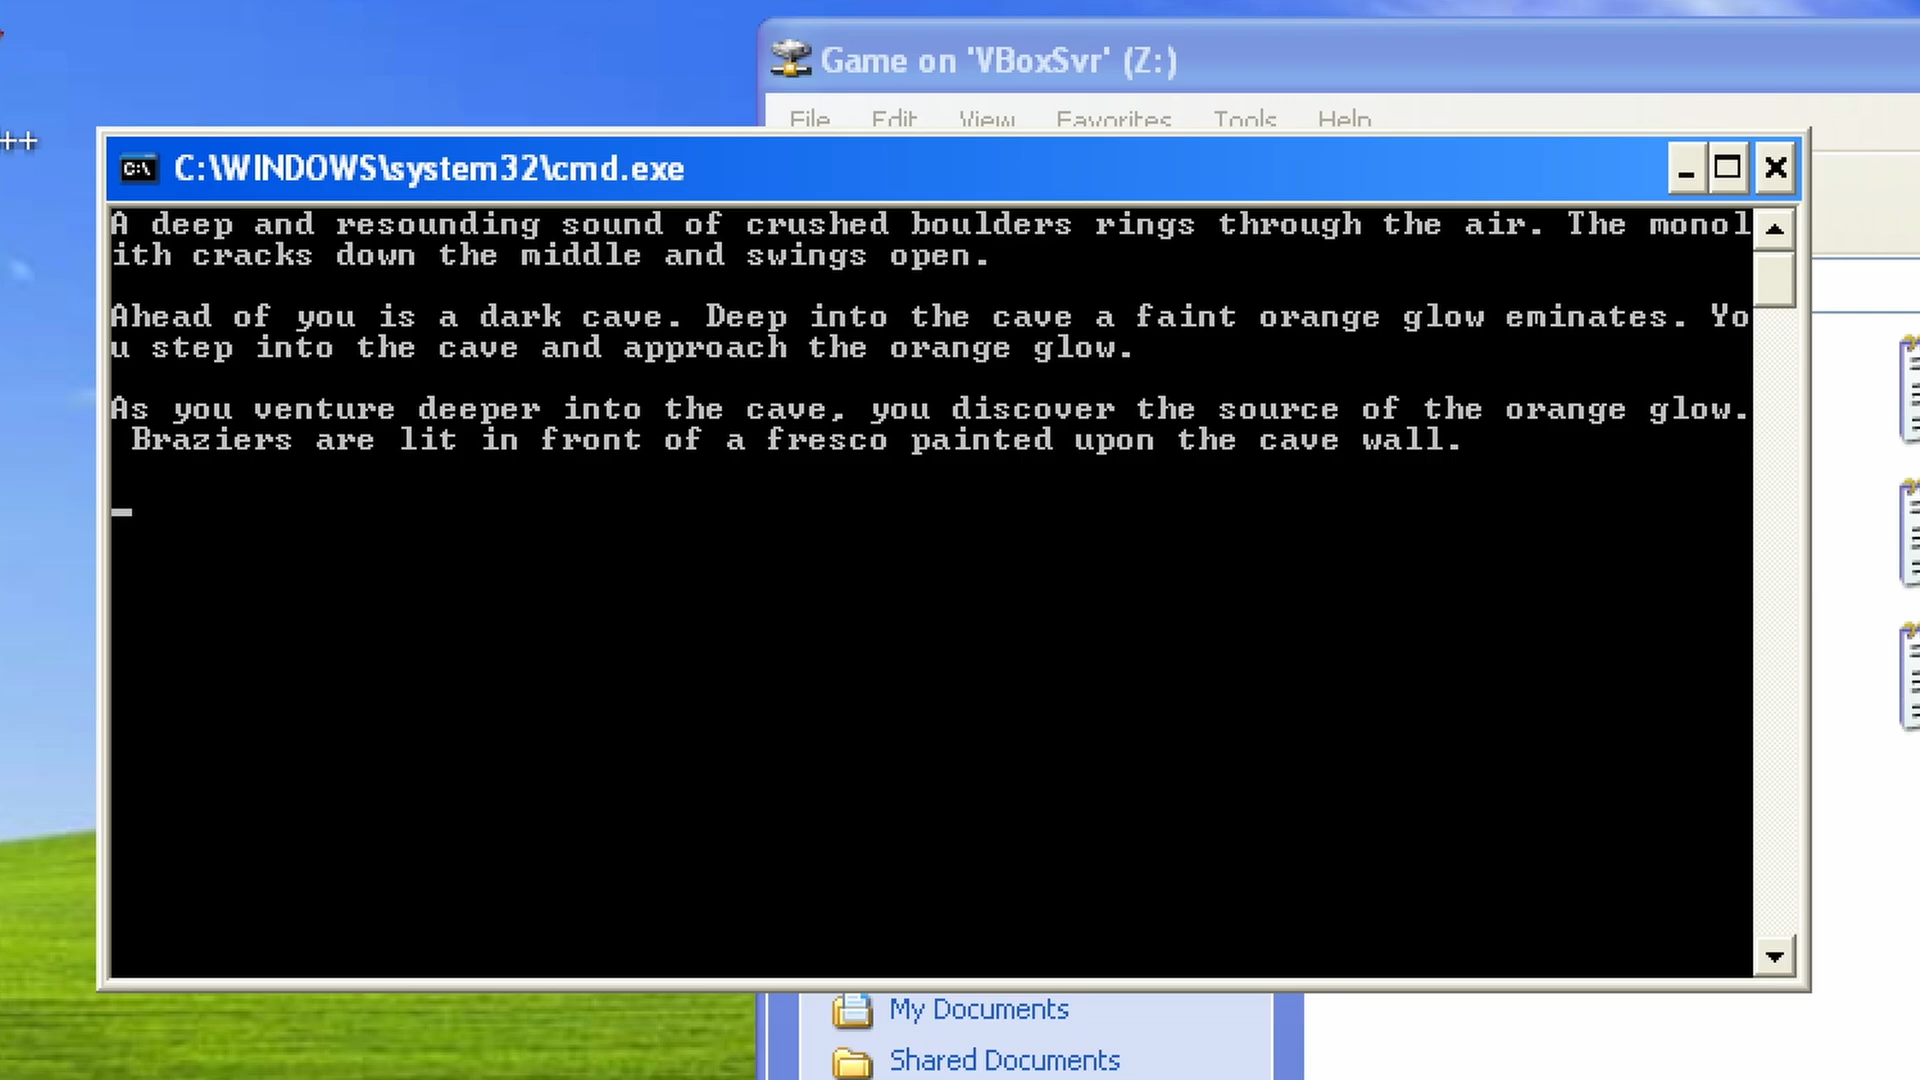 Game on 'VBoxSvr' (Z:)
File Edit View Favorites Tools Help
++
C:\WINDOWS\system32\cmd.exe
A deep and resounding sound of crushed boulders rings through the air. The monol
ith cracks down the middle and swings open.
Ahead of you is a dark cave. Deep into the cave a faint orange glow eminates. Yo
u step into the cave and approach the orange glow.
As you venture deeper into the cave, you discover the source of the orange glow.
Braziers are lit in front of a fresco painted upon the cave wall.
My Documents
Shared Documents